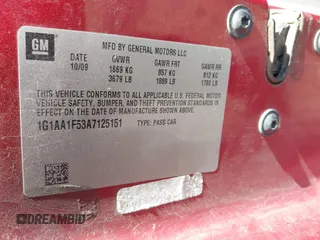 GM
MFD BY GENERAL MOTORS LLC
DATE GVWR GAWR FRT GAWR RR
10/09 1669 KG 857 KG 812 KG
3679 LB 1889 LB 1790 LB
THIS VEHICLE CONFORMS TO ALL APPLICABLE U.S. FEDERAL MOTOR
VEHICLE SAFETY, BUMPER, AND THEFT PREVENTION STANDARDS IN
EFFECT ON THE DATE OF MANUFACTURE SHOWN ABOVE.
1G1AA1F53A7125151 TYPE: PASS CAR
DREAMBID